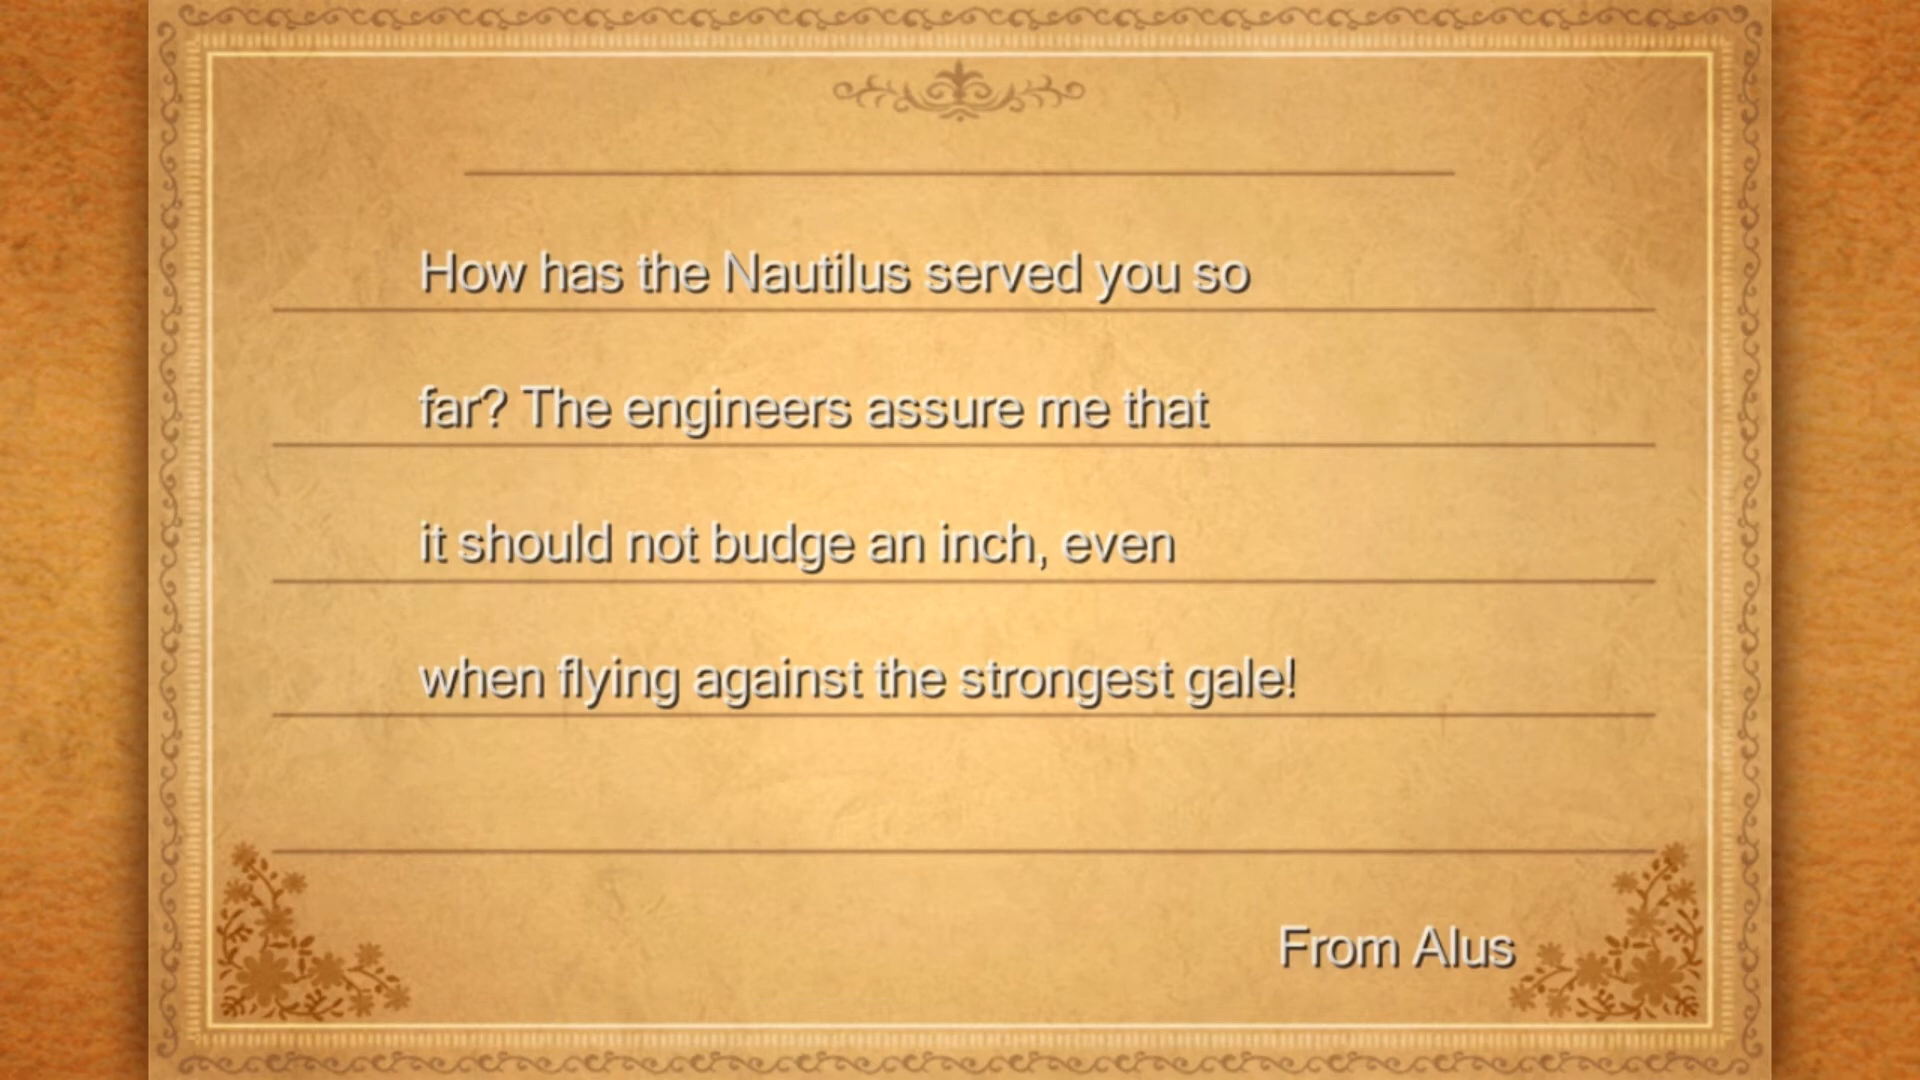 How has the Nautilus served you so
far? The engineers assure me that
it should not budge an inch, even
when flying against the strongest gale!
From Alus